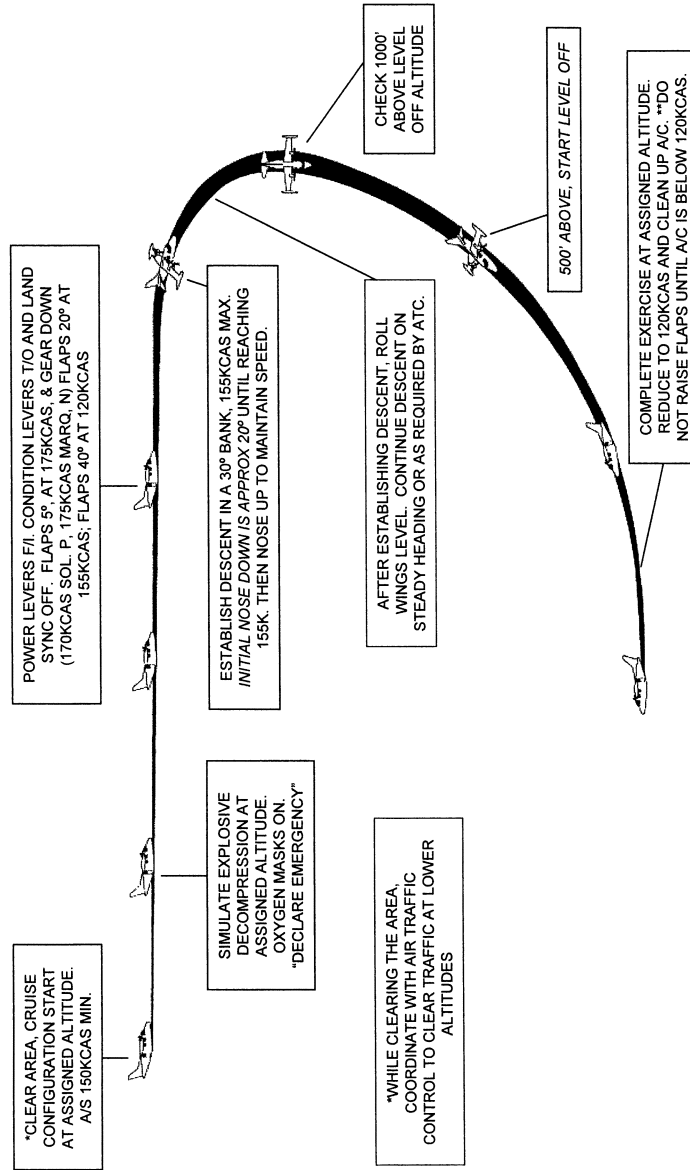 *CLEAR AREA, CRUISE
CONFIGURATION START
AT ASSIGNED ALTITUDE.
A/S 150KCAS MIN.
SIMULATE EXPLOSIVE
DECOMPRESSION AT
ASSIGNED ALTITUDE.
OXYGEN MASKS ON.
"DECLARE EMERGENCY"
POWER LEVERS F/I. CONDITION LEVERS T/O AND LAND
SYNC OFF. FLAPS 5º, AT 175KCAS, & GEAR DOWN
(170KCAS SOL. P, 175KCAS MARQ, N) FLAPS 20º AT
155KCAS; FLAPS 40º AT 120KCAS
ESTABLISH DESCENT IN A 30º BANK, 155KCAS MAX.
INITIAL NOSE DOWN IS APPROX 20º UNTIL REACHING
155K. THEN NOSE UP TO MAINTAIN SPEED.
CHECK 1000'
ABOVE LEVEL
OFF ALTITUDE
AFTER ESTABLISHING DESCENT, ROLL
WINGS LEVEL. CONTINUE DESCENT ON
STEADY HEADING OR AS REQUIRED BY ATC.
500' ABOVE, START LEVEL OFF
*WHILE CLEARING THE AREA,
COORDINATE WITH AIR TRAFFIC
CONTROL TO CLEAR TRAFFIC AT LOWER
ALTITUDES
COMPLETE EXERCISE AT ASSIGNED ALTITUDE.
REDUCE TO 120KCAS AND CLEAN UP A/C. **DO
NOT RAISE FLAPS UNTIL A/C IS BELOW 120KCAS.